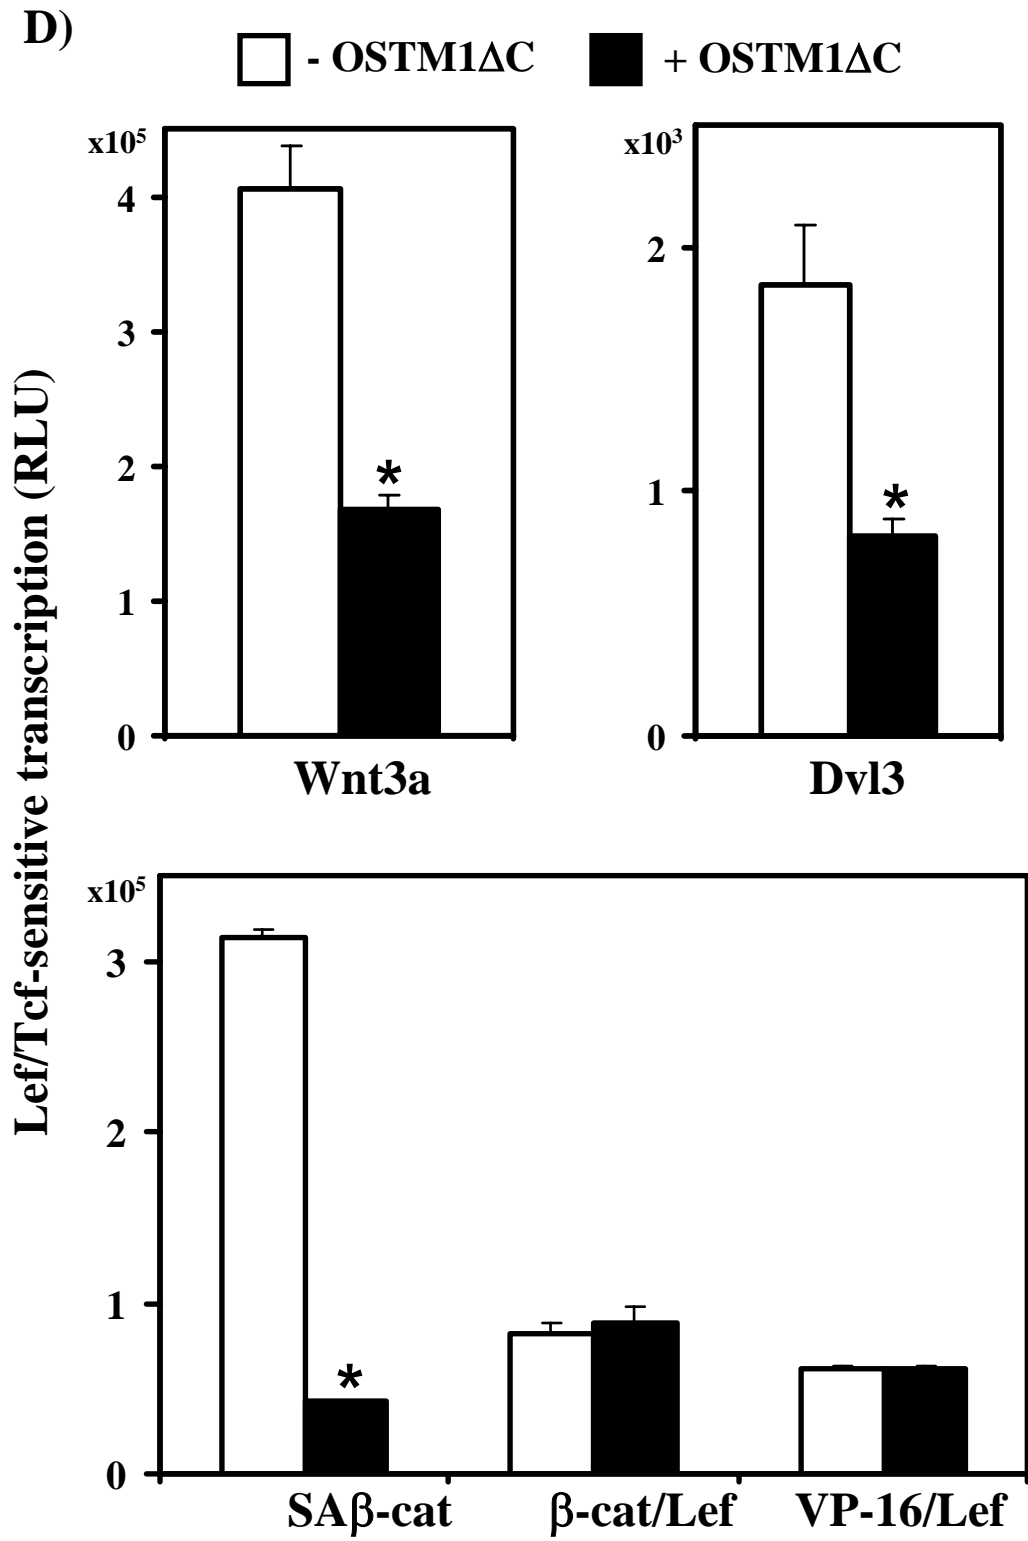 D)
- OSTM1ΔC + OSTM1ΔC
Lef/Tcf-sensitive transcription (RLU)
x10⁵
4
3
2
1
0
*
Wnt3a
x10³
2
1
0
*
Dvl3
x10⁵
3
2
1
0
*
SAβ-cat β-cat/Lef VP-16/Lef